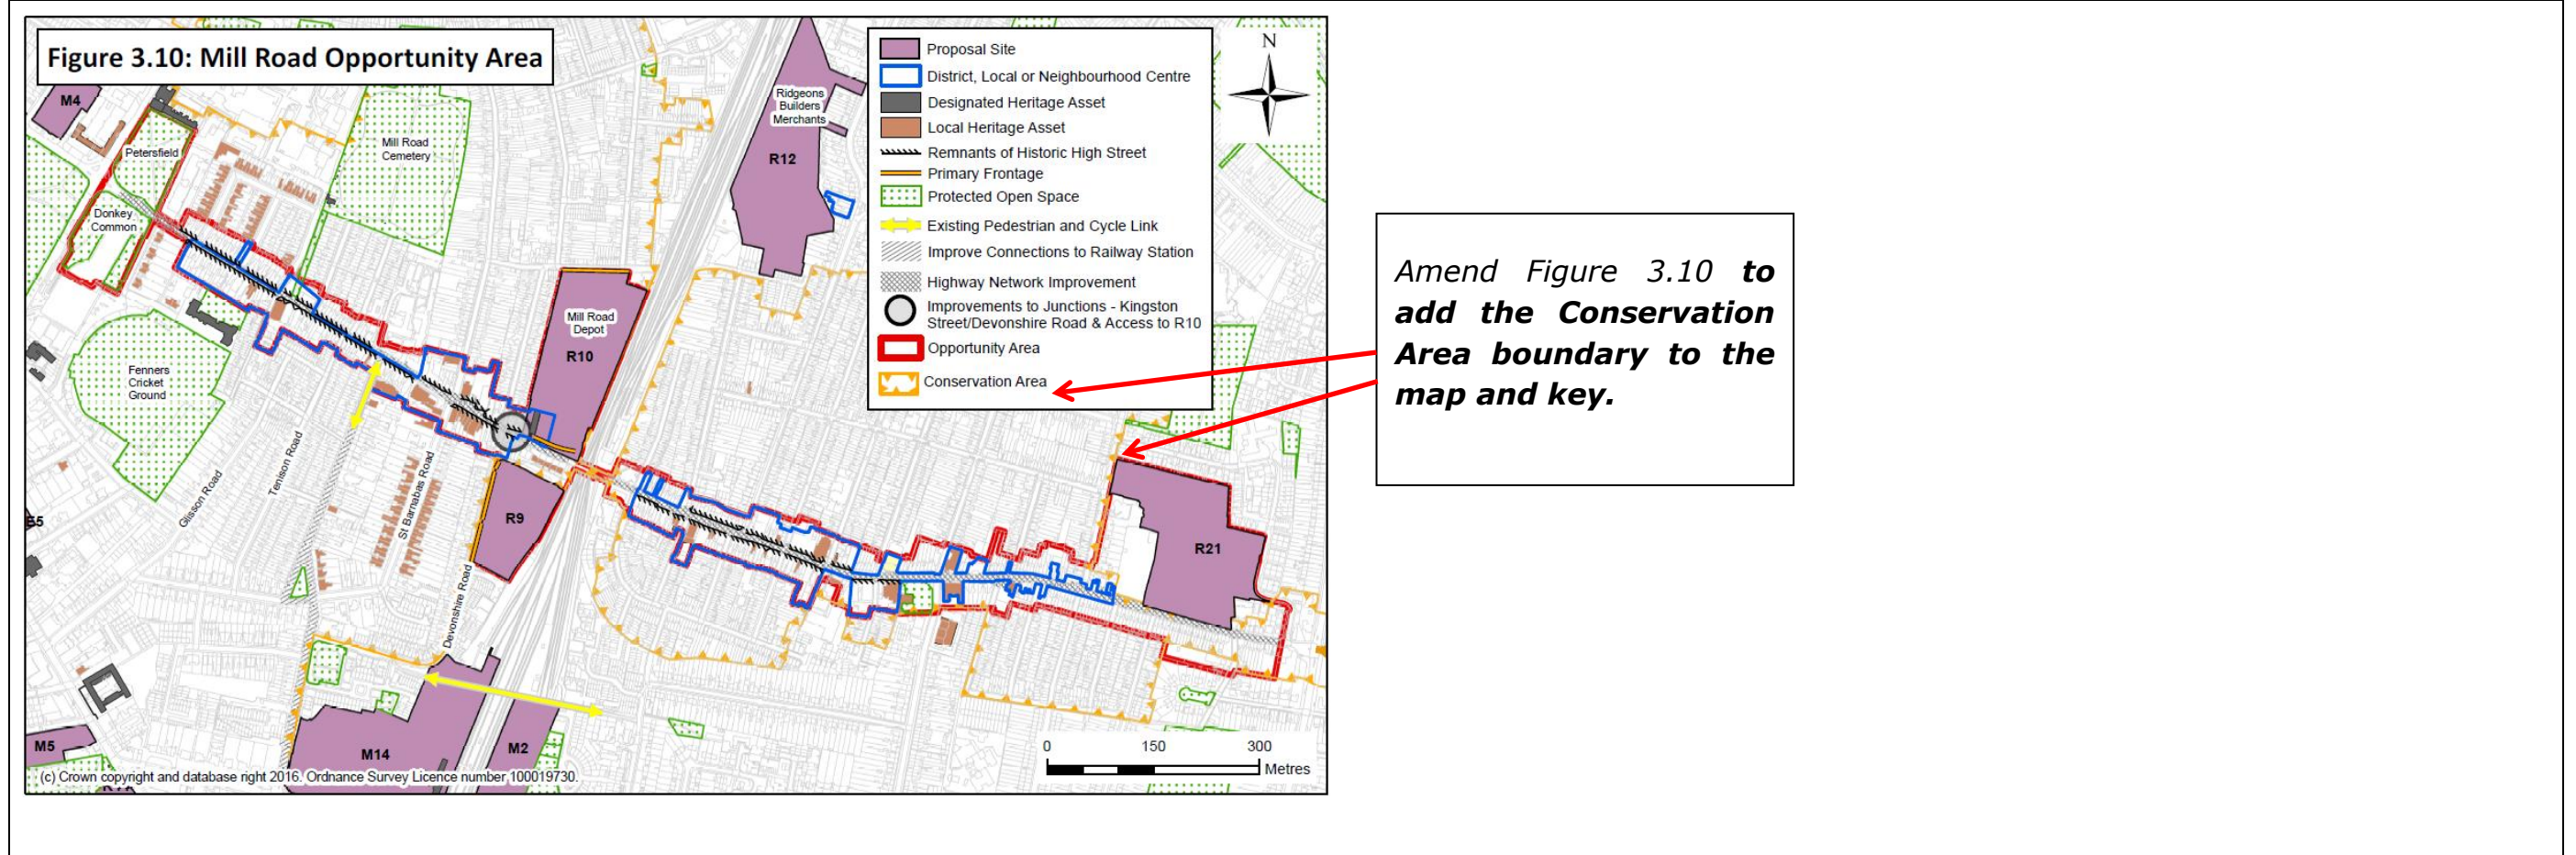 Figure 3.10: Mill Road Opportunity Area
M4
Petersfield
Donkey
Common
Mill Road
Cemetery
Ridgeons
Builders
Merchants
R12
Proposal Site
District, Local or Neighbourhood Centre
Designated Heritage Asset
Local Heritage Asset
Remnants of Historic High Street
Primary Frontage
Protected Open Space
Existing Pedestrian and Cycle Link
Improve Connections to Railway Station
Highway Network Improvement
Improvements to Junctions - Kingston
Street/Devonshire Road & Access to R10
Opportunity Area
Conservation Area
N
Amend Figure 3.10 to
add the Conservation
Area boundary to the
map and key.
Mill Road
Depot
R10
Fenners
Cricket
Ground
Glisson Road
Tenison Road
St Barnabas Road
Devonshire Road
R9
E5
R21
M5
M14
M2
0 150 300
Metres
(c) Crown copyright and database right 2016. Ordnance Survey Licence number 100019730.